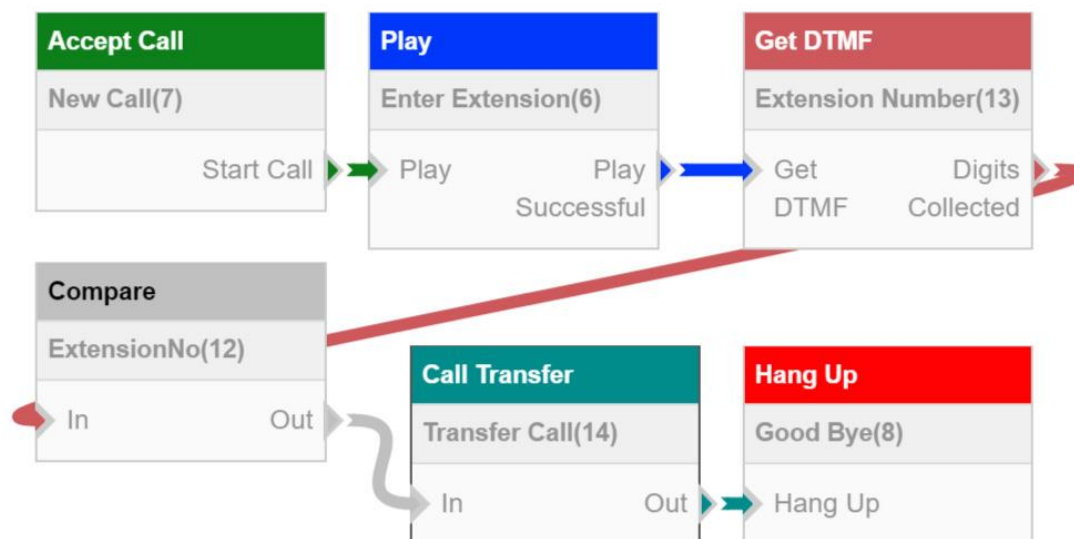 Accept Call
New Call(7)
Start Call
Play
Enter Extension(6)
Play
Play
Successful
Get DTMF
Extension Number(13)
Get
DTMF
Digits
Collected
Compare
ExtensionNo(12)
In
Out
Call Transfer
Transfer Call(14)
In
Out
Hang Up
Good Bye(8)
Hang Up